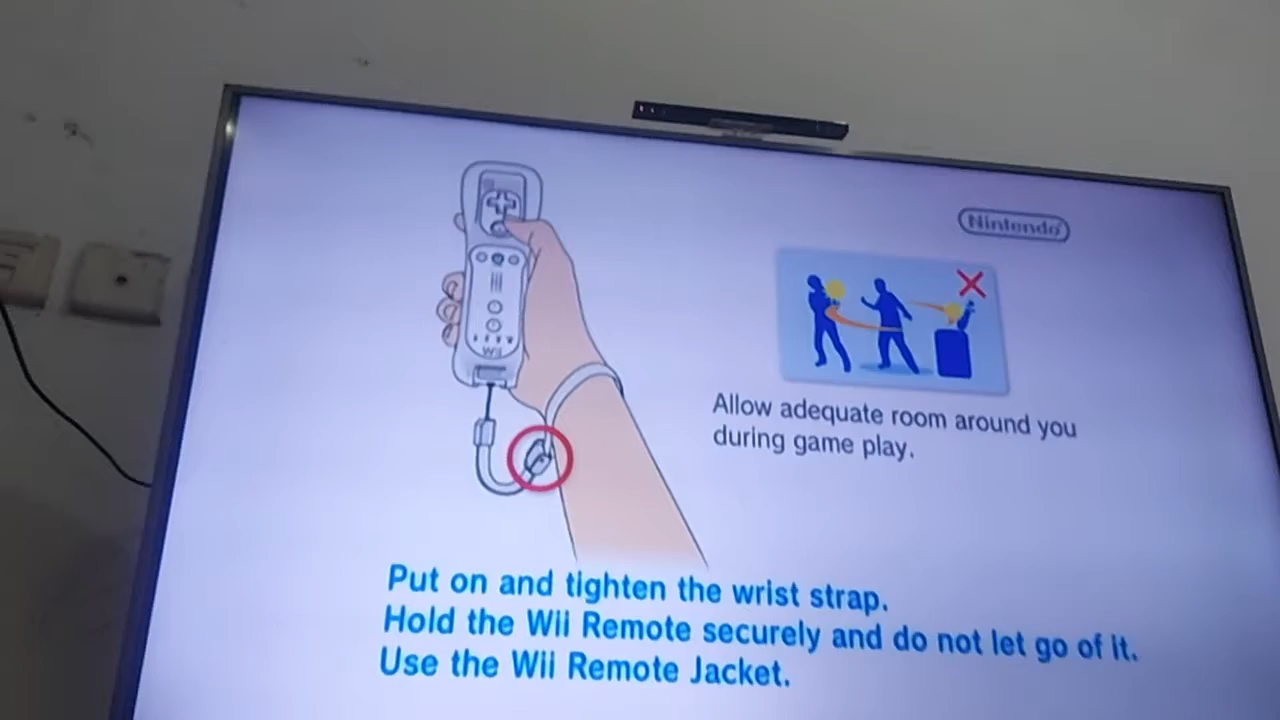 Nintendo
Wii
Allow adequate room around you
during game play.
Put on and tighten the wrist strap.
Hold the Wii Remote securely and do not let go of it.
Use the Wii Remote Jacket.